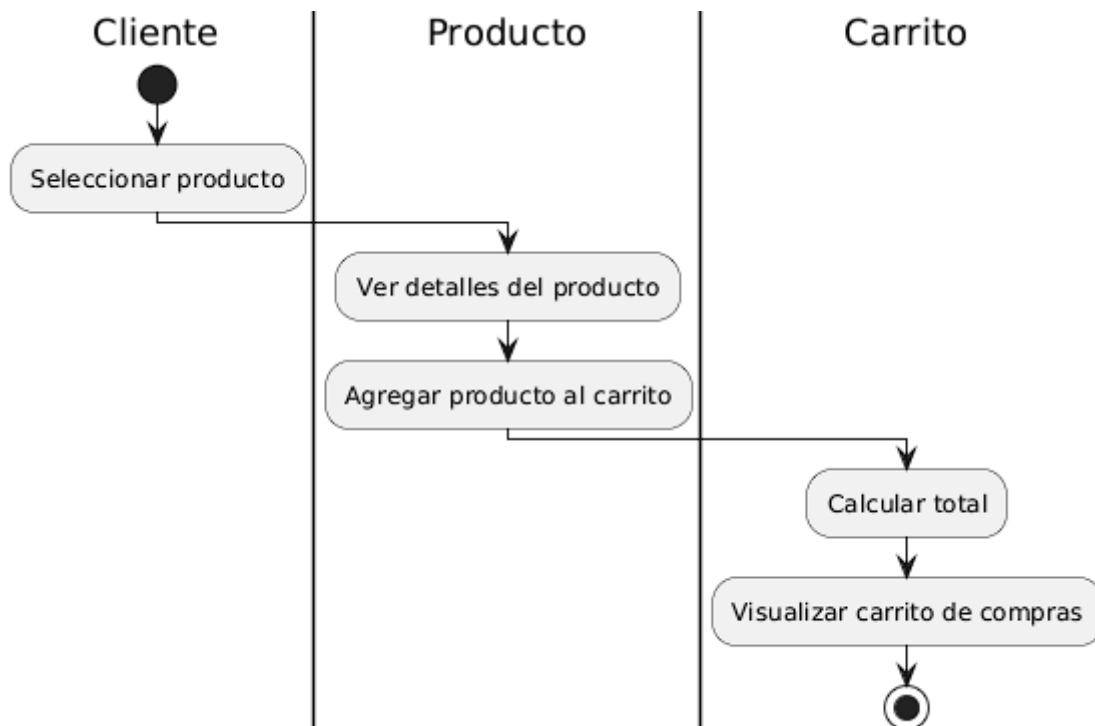 Cliente
Producto
Carrito
Seleccionar producto
Ver detalles del producto
Agregar producto al carrito
Calcular total
Visualizar carrito de compras